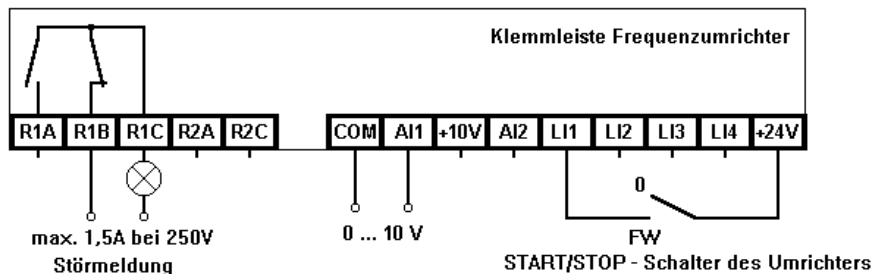 Klemmleiste Frequenzumrichter
R1A R1B R1C R2A R2C COM AI1 +10V AI2 LI1 LI2 LI3 LI4 +24V
0
max. 1,5A bei 250V
0 ... 10 V
FW
Störmeldung
START/STOP - Schalter des Umrichters